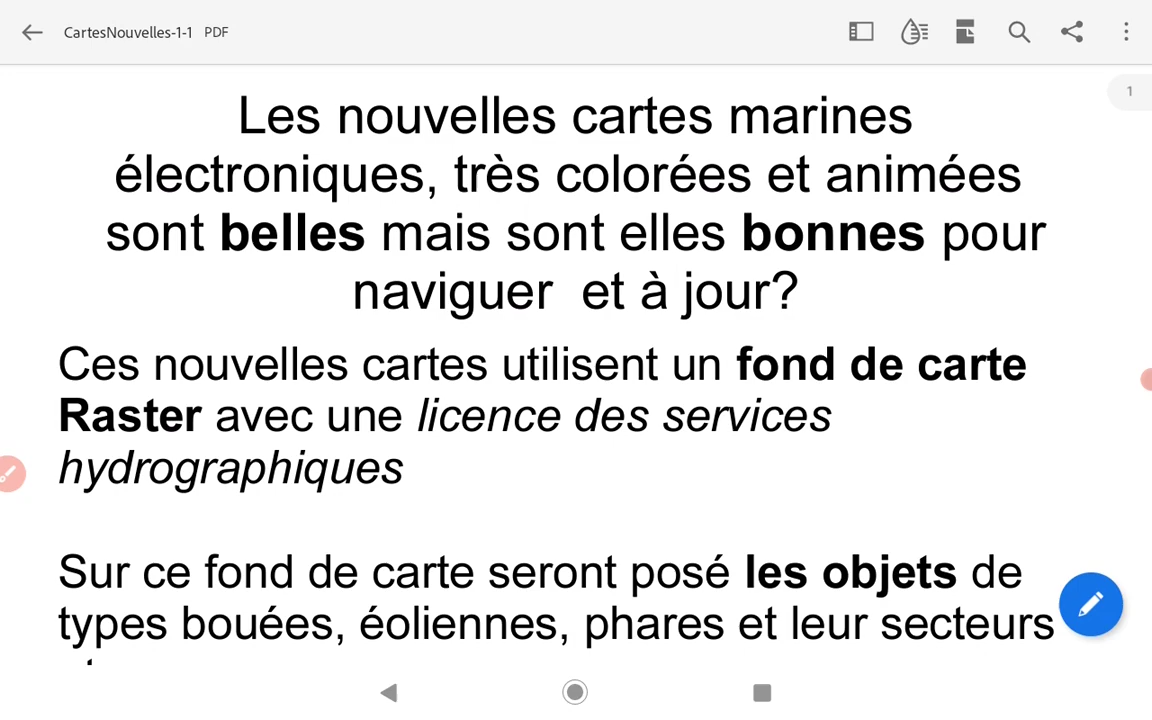 CartesNouvelles-1-1 PDF
1
Les nouvelles cartes marines
électroniques, très colorées et animées
sont belles mais sont elles bonnes pour
naviguer et à jour?
Ces nouvelles cartes utilisent un fond de carte
Raster avec une licence des services
hydrographiques
Sur ce fond de carte seront posé les objets de
types bouées, éoliennes, phares et leur secteurs